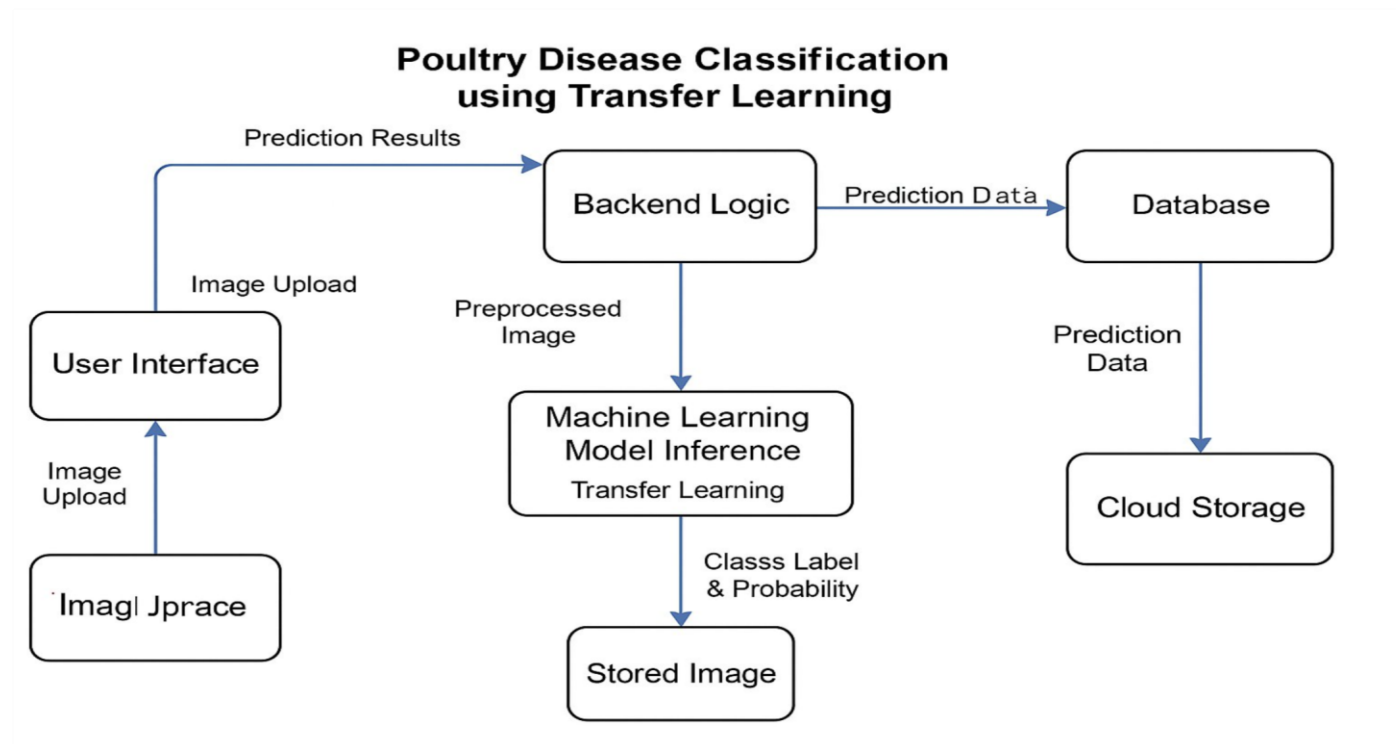 Poultry Disease Classification
using Transfer Learning
Prediction Results
Backend Logic
Prediction Data
Database
Image Upload
User Interface
Preprocessed
Image
Prediction
Data
Machine Learning
Model Inference
Transfer Learning
Cloud Storage
Image
Upload
Classs Label
& Probability
Imagl Jprace
Stored Image